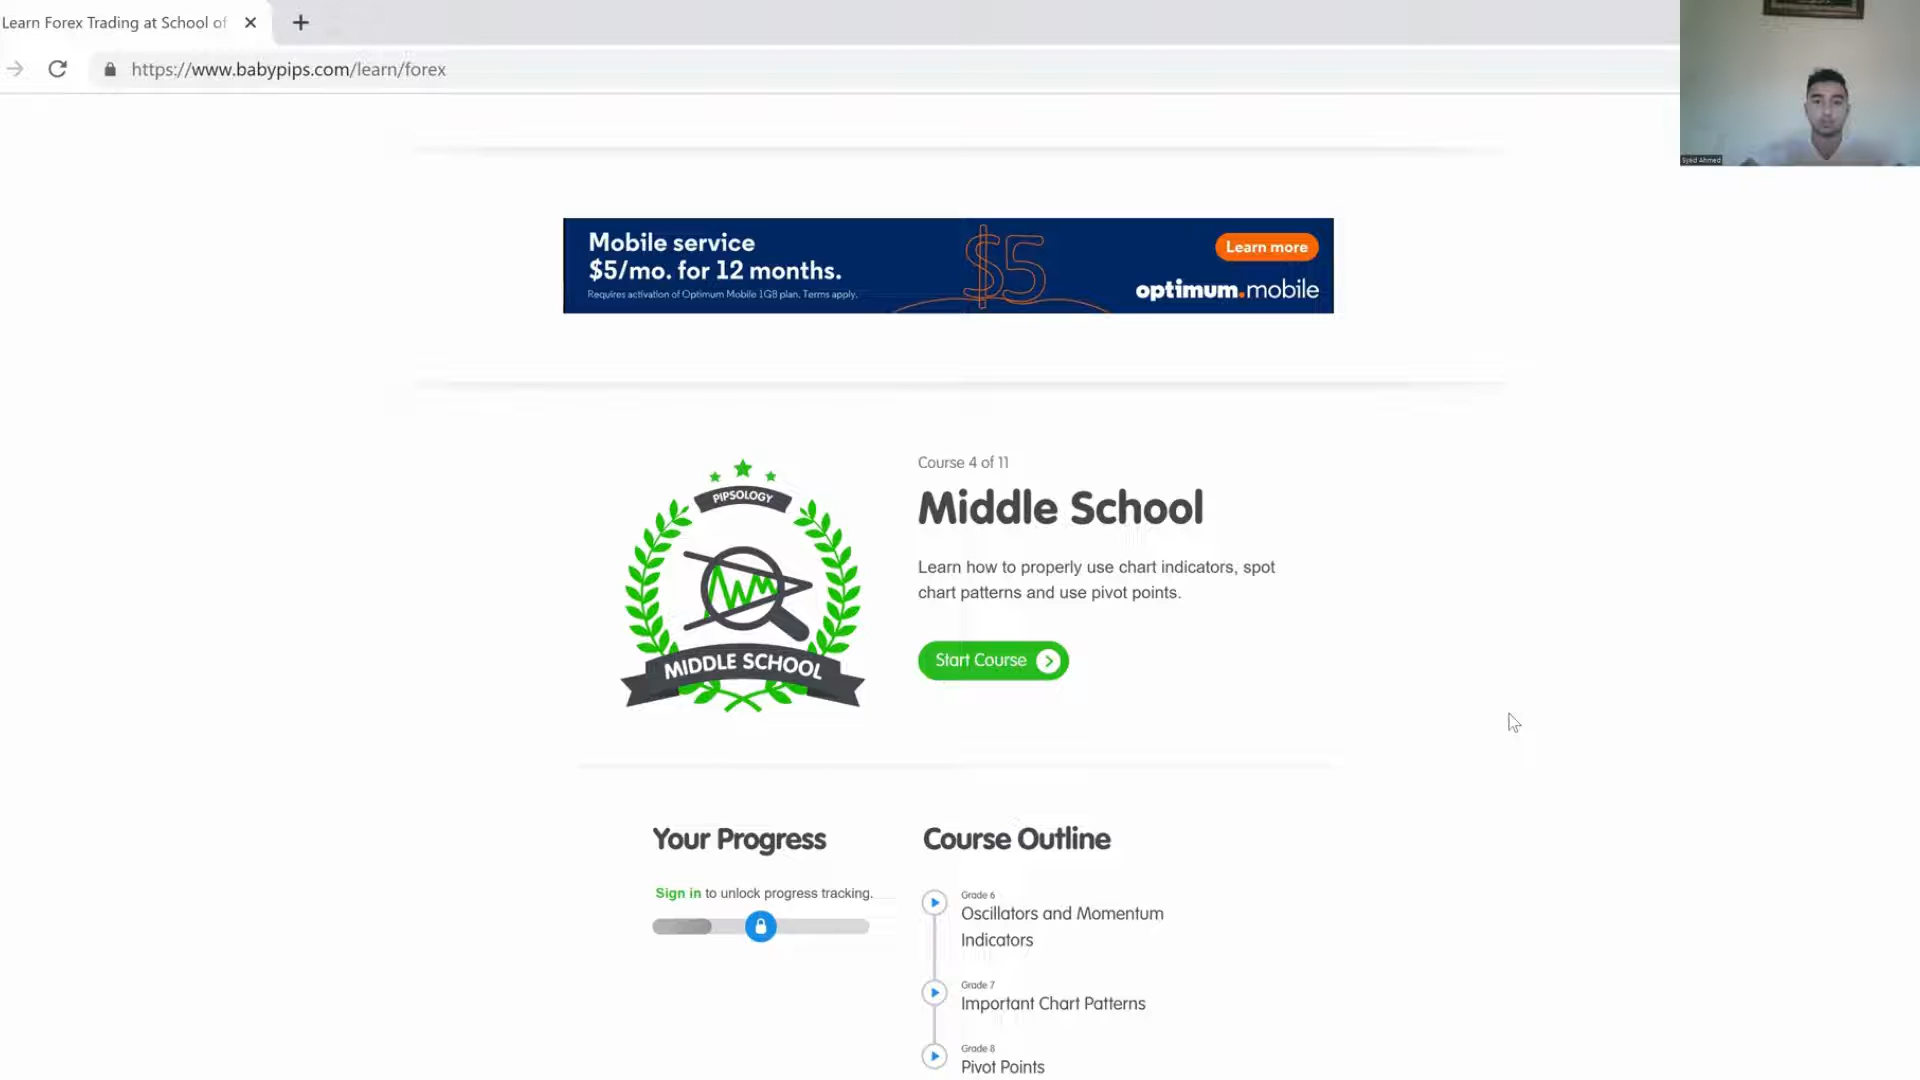 Learn Forex Trading at School of
https://www.babypips.com/learn/forex
Syed Ahmed
Mobile service
$5/mo. for 12 months.
Requires activation of Optimum Mobile 1GB plan. Terms apply.
$5
Learn more
optimum.mobile
PIPSOLOGY
MIDDLE SCHOOL
Course 4 of 11
Middle School
Learn how to properly use chart indicators, spot
chart patterns and use pivot points.
Start Course
Your Progress
Sign in to unlock progress tracking.
Course Outline
Grade 6
Oscillators and Momentum
Indicators
Grade 7
Important Chart Patterns
Grade 8
Pivot Points